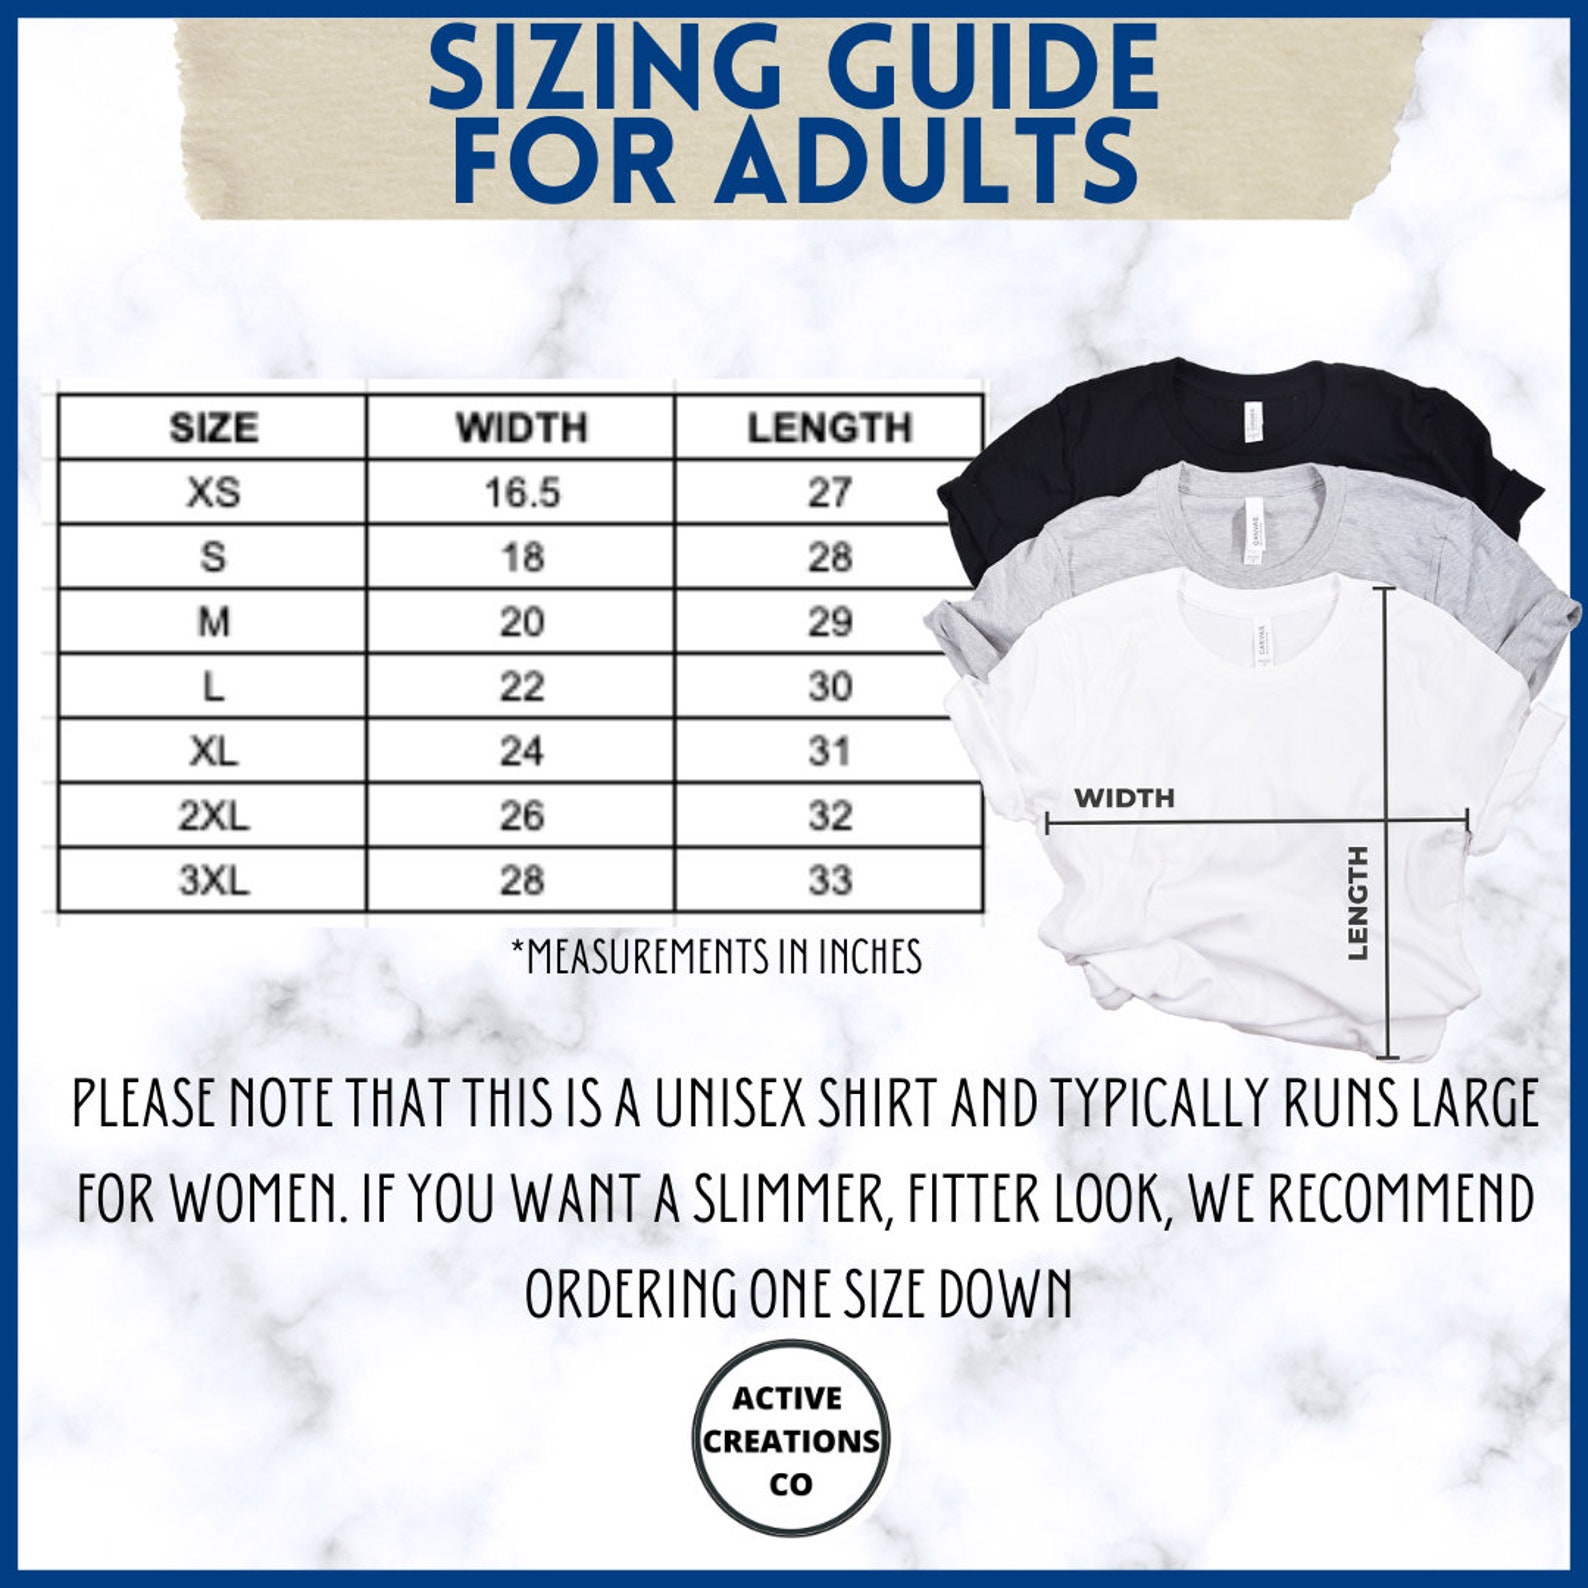 SIZING GUIDE
FOR ADULTS
SIZE WIDTH LENGTH
XS 16.5 27
S 18 28
M 20 29
L 22 30
XL 24 31
2XL 26 32
3XL 28 33
*MEASUREMENTS IN INCHES
CANVAS
CANVAS
WIDTH
LENGTH
PLEASE NOTE THAT THIS IS A UNISEX SHIRT AND TYPICALLY RUNS LARGE
FOR WOMEN. IF YOU WANT A SLIMMER, FITTER LOOK, WE RECOMMEND
ORDERING ONE SIZE DOWN
ACTIVE
CREATIONS
CO